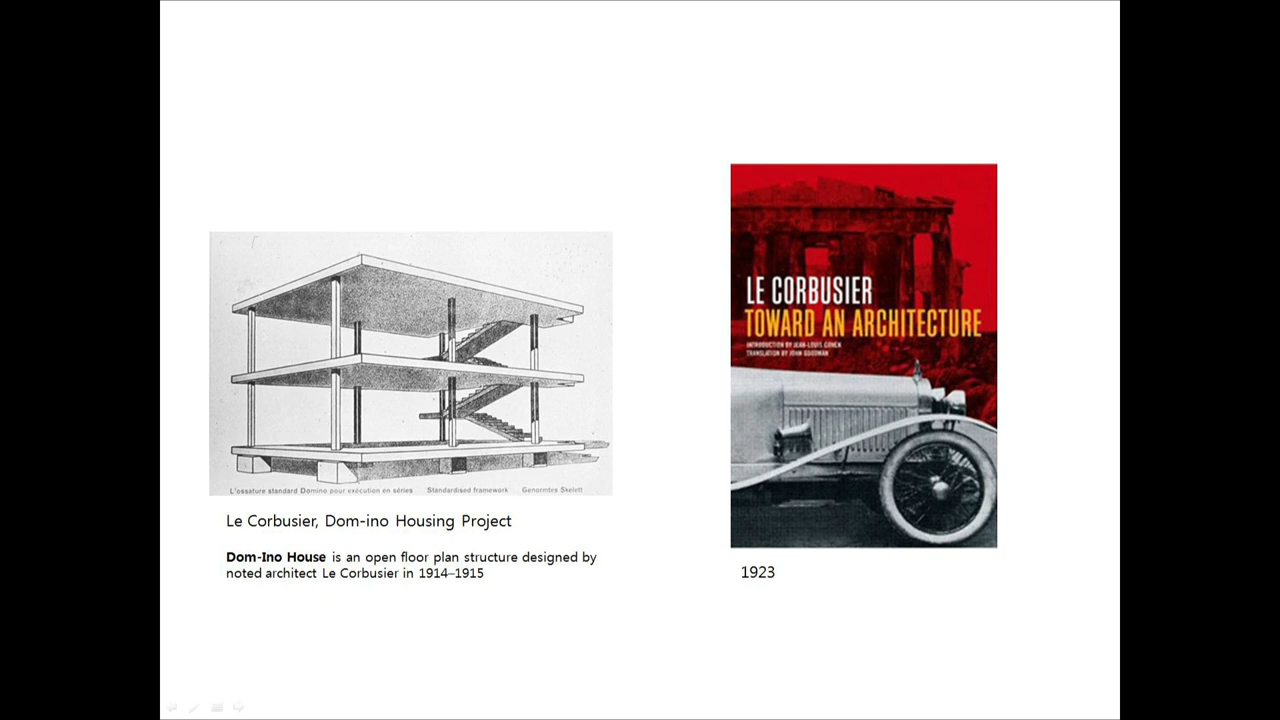 L'ossature standard Domino pour exécution en séries Standardised framework Genormtes Skelett
Le Corbusier, Dom-ino Housing Project
Dom-Ino House is an open floor plan structure designed by
noted architect Le Corbusier in 1914–1915
LE CORBUSIER
TOWARD AN ARCHITECTURE
INTRODUCTION BY JEAN-LOUIS COHEN
TRANSLATION BY JOHN GOODMAN
1923